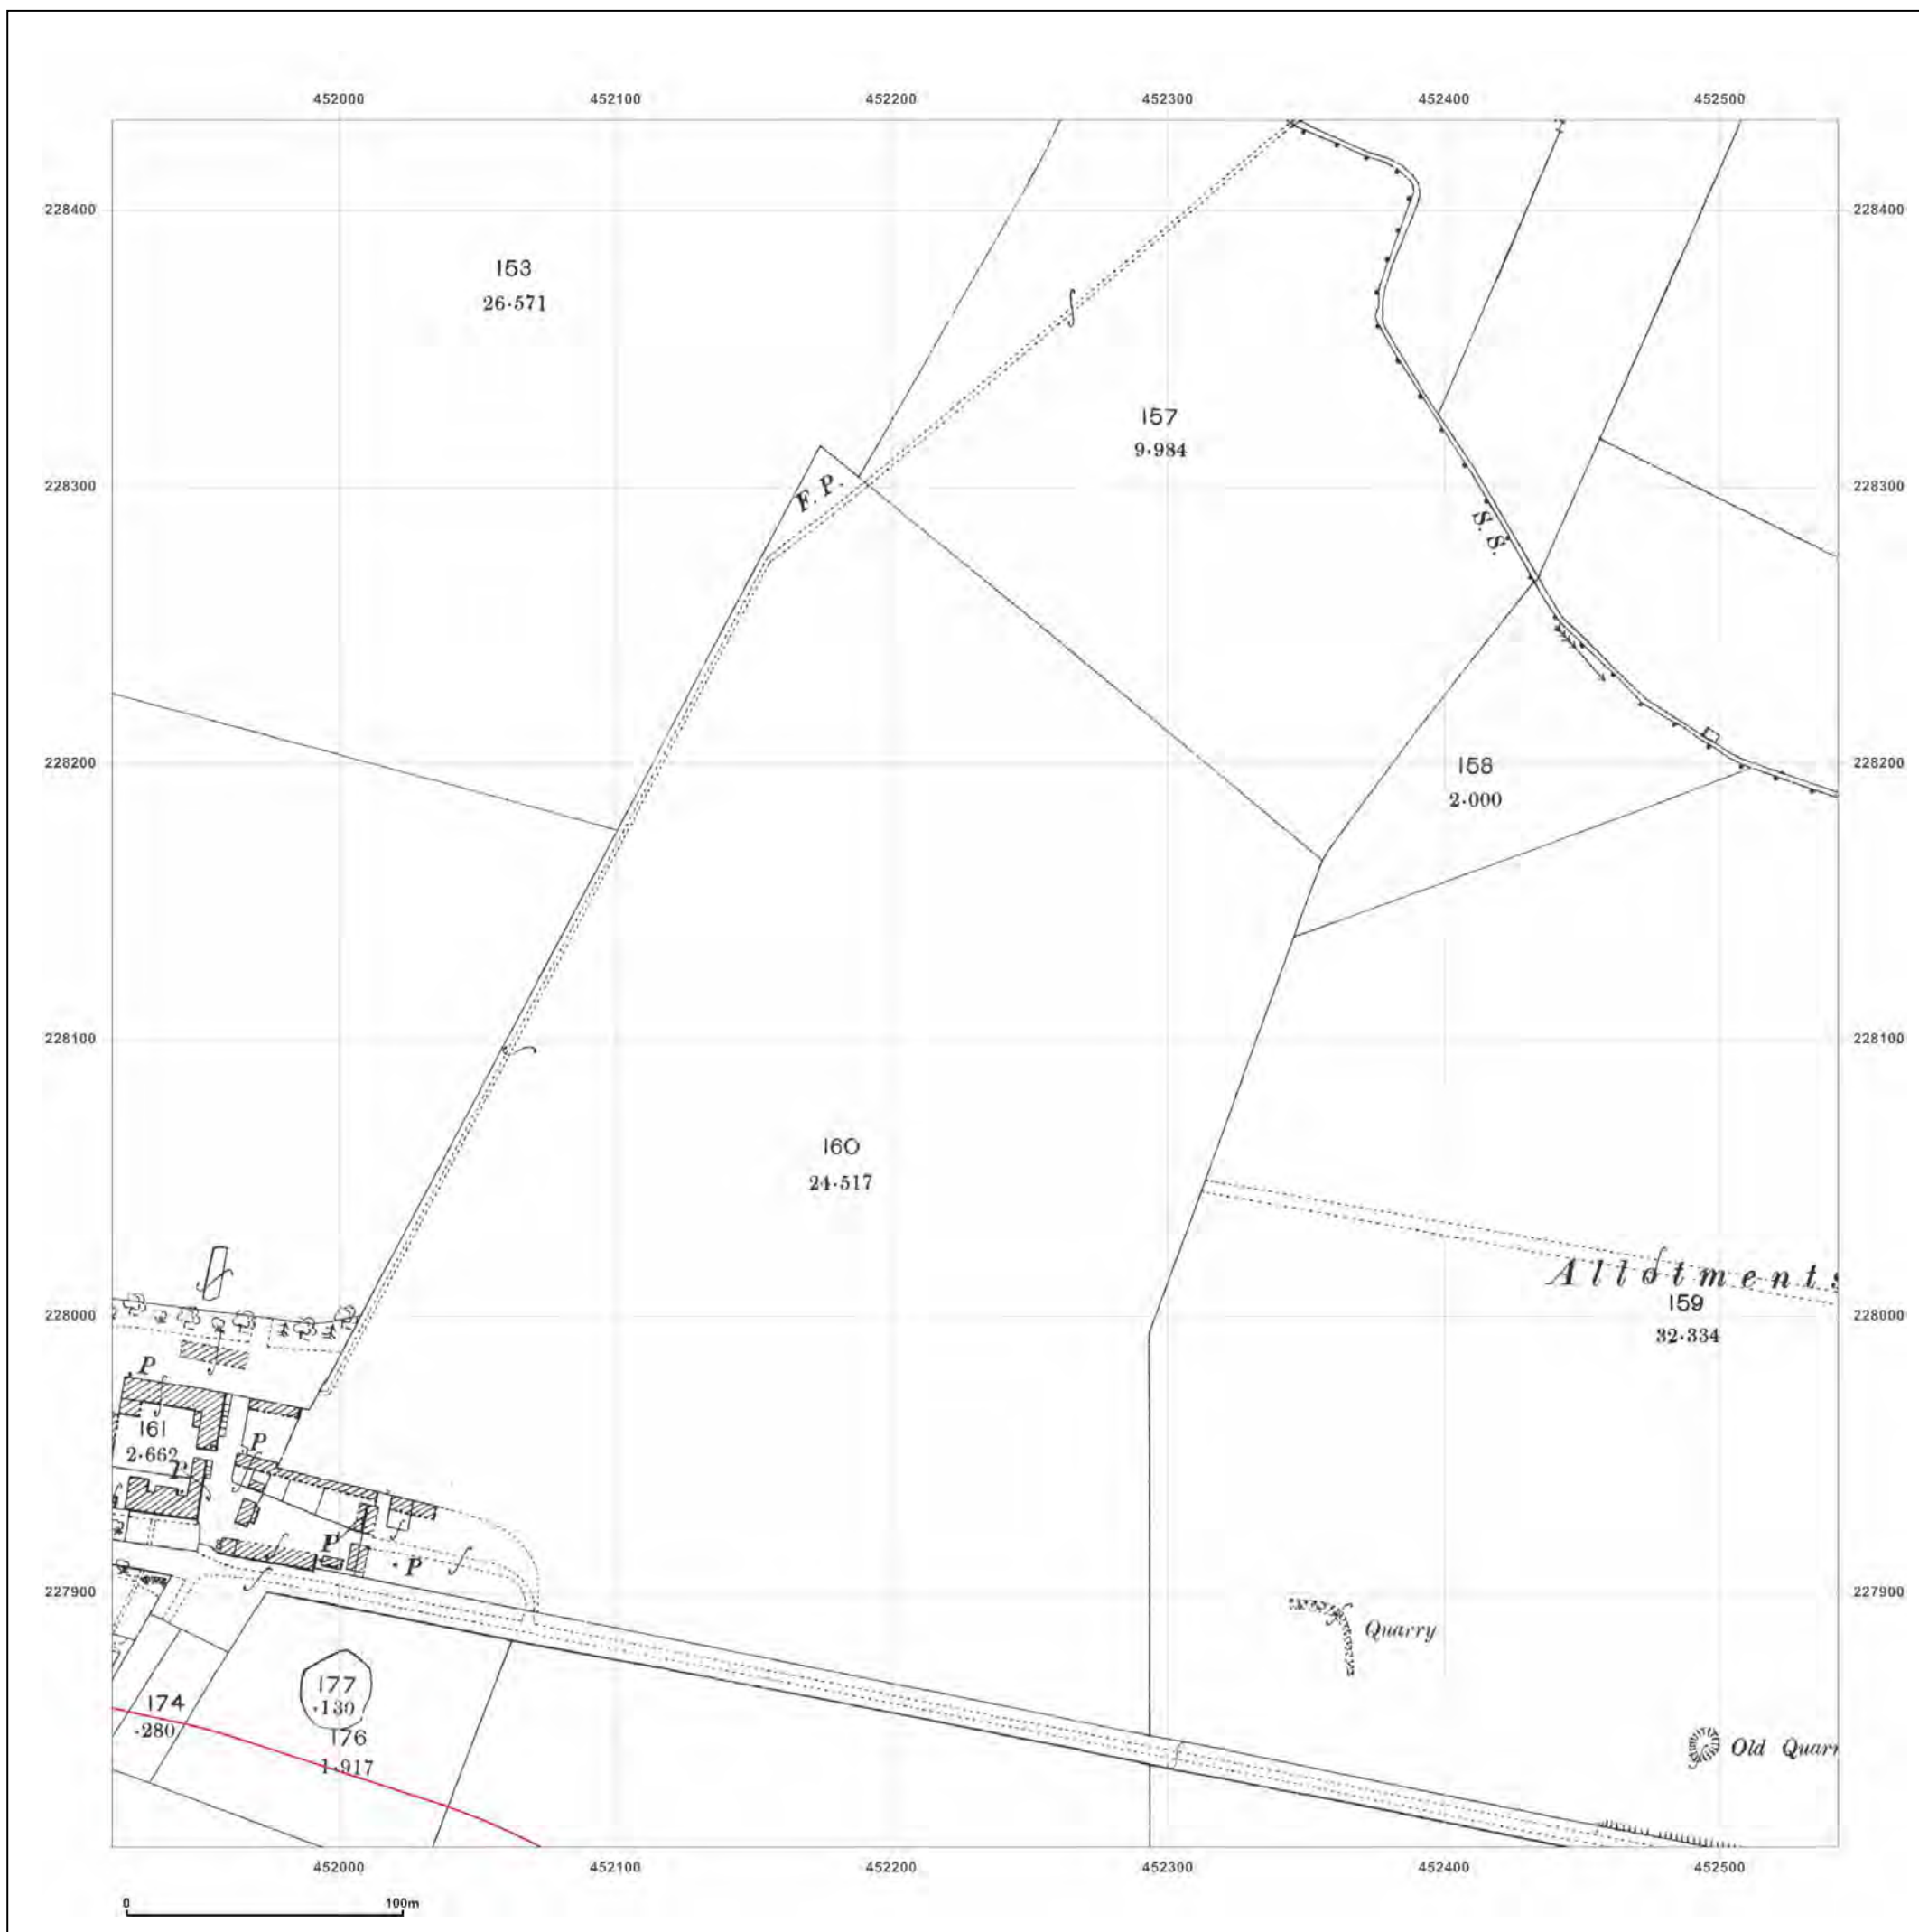 452000 452100 452200 452300 452400 452500
228400 228400
153
26·571
157
9·984
F. P.
228300 228300
S. S.
228200 228200
158
2·000
228100 228100
160
24·517
Allotments
159
32·334
228000 228000
P
161
2·662
P
P
P
P
227900 227900
Quarry
177
·130
174
·280
176
1·917
Old Quarr
452000 452100 452200 452300 452400 452500
0 100m